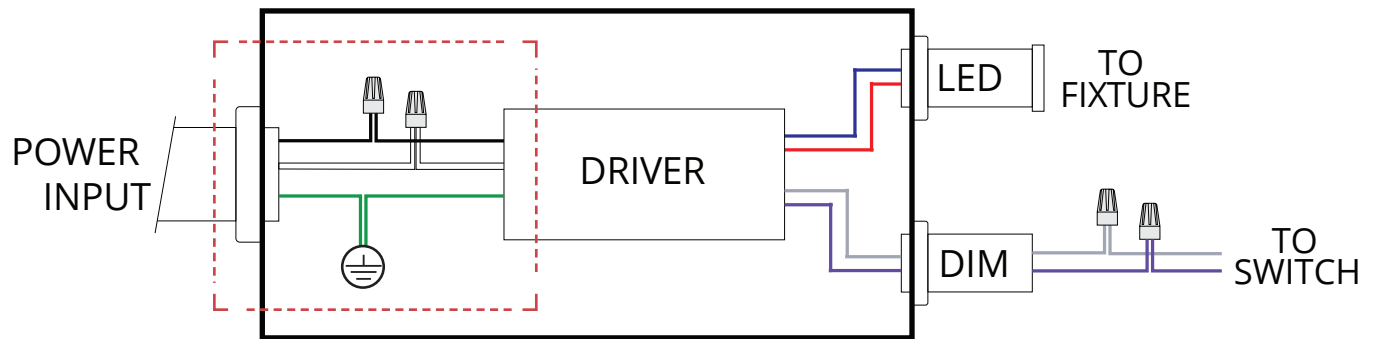 POWER
INPUT
DRIVER
LED
TO
FIXTURE
DIM
TO
SWITCH